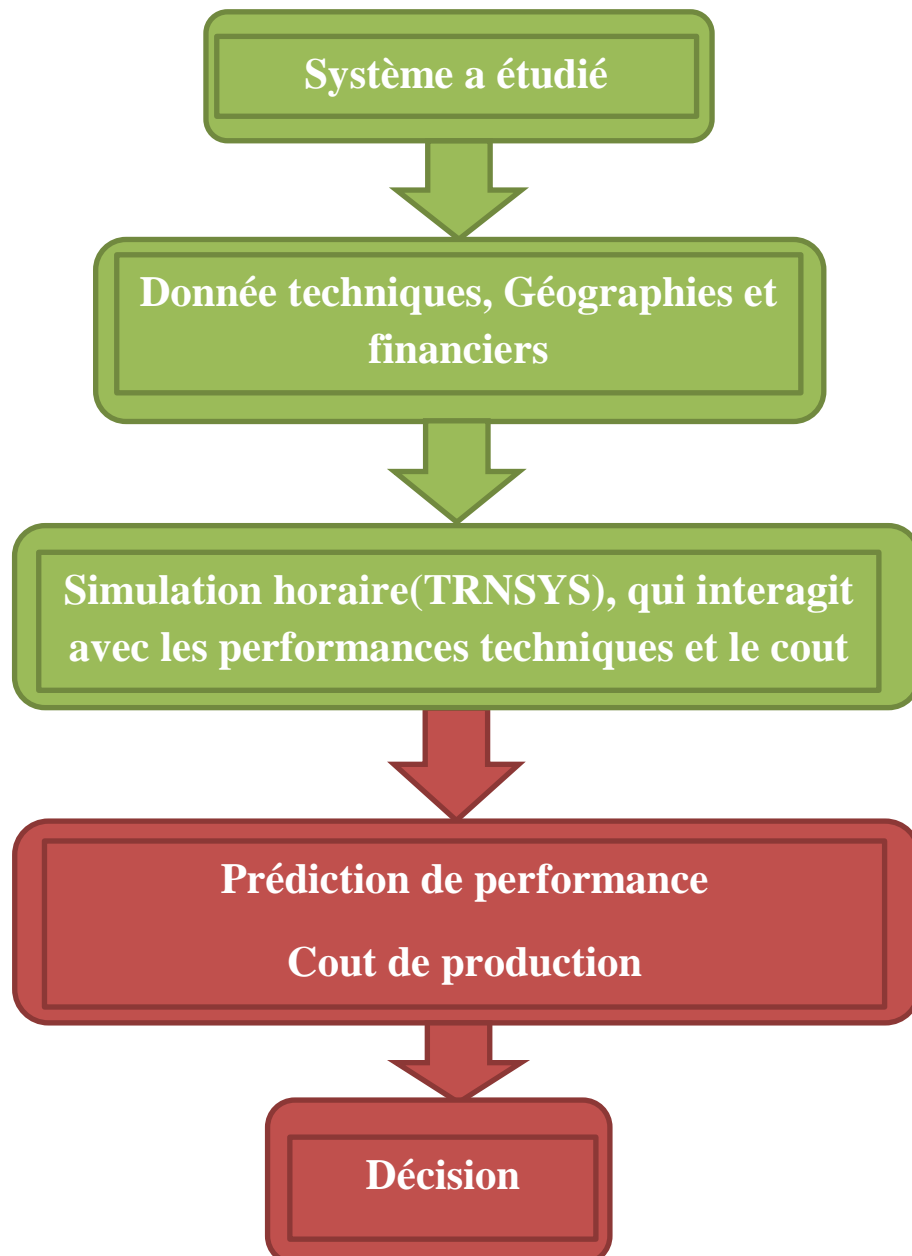 Système a étudié
Donnée techniques, Géographies et
financiers
Simulation horaire(TRNSYS), qui interagit
avec les performances techniques et le cout
Prédiction de performance
Cout de production
Décision